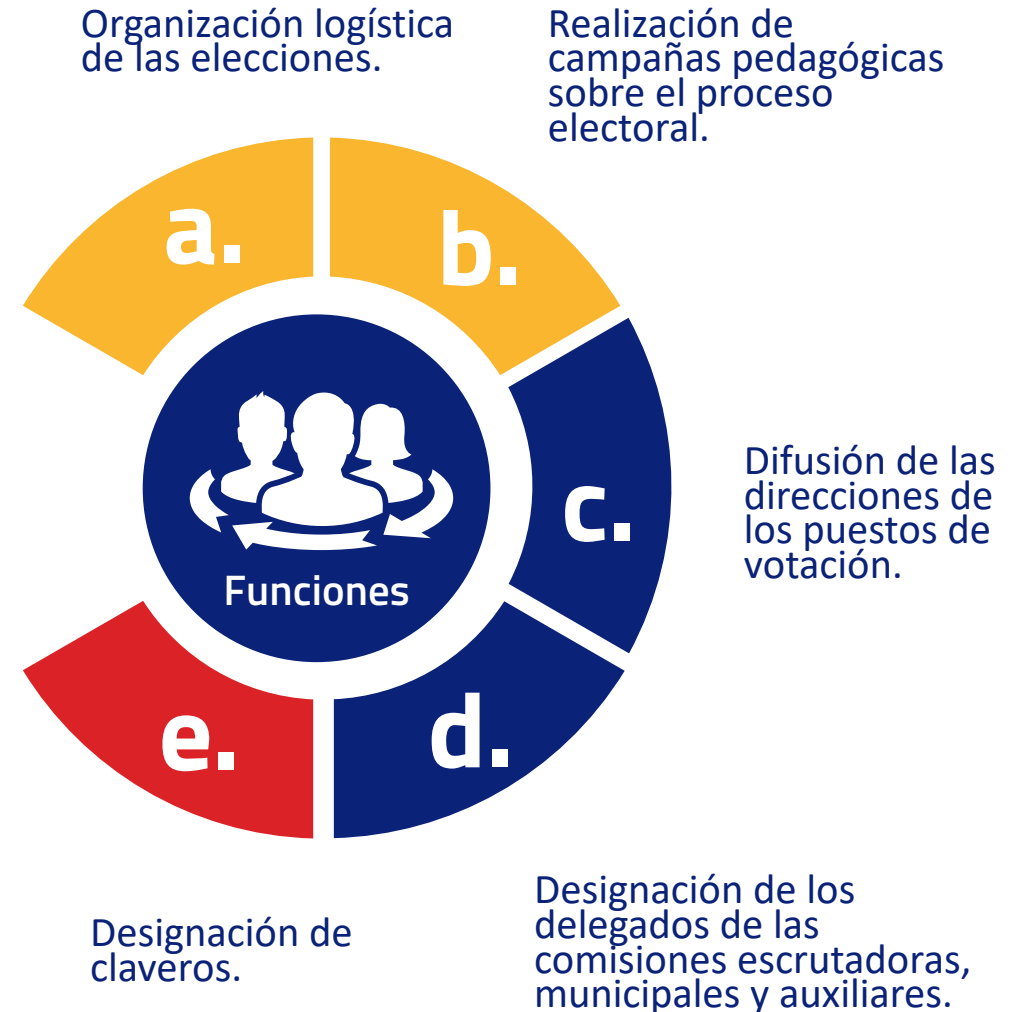 Organización logística
de las elecciones.
Realización de
campañas pedagógicas
sobre el proceso
electoral.
a.
b.
c.
Difusión de las
direcciones de
los puestos de
votación.
Funciones
e.
d.
Designación de
claveros.
Designación de los
delegados de las
comisiones escrutadoras,
municipales y auxiliares.